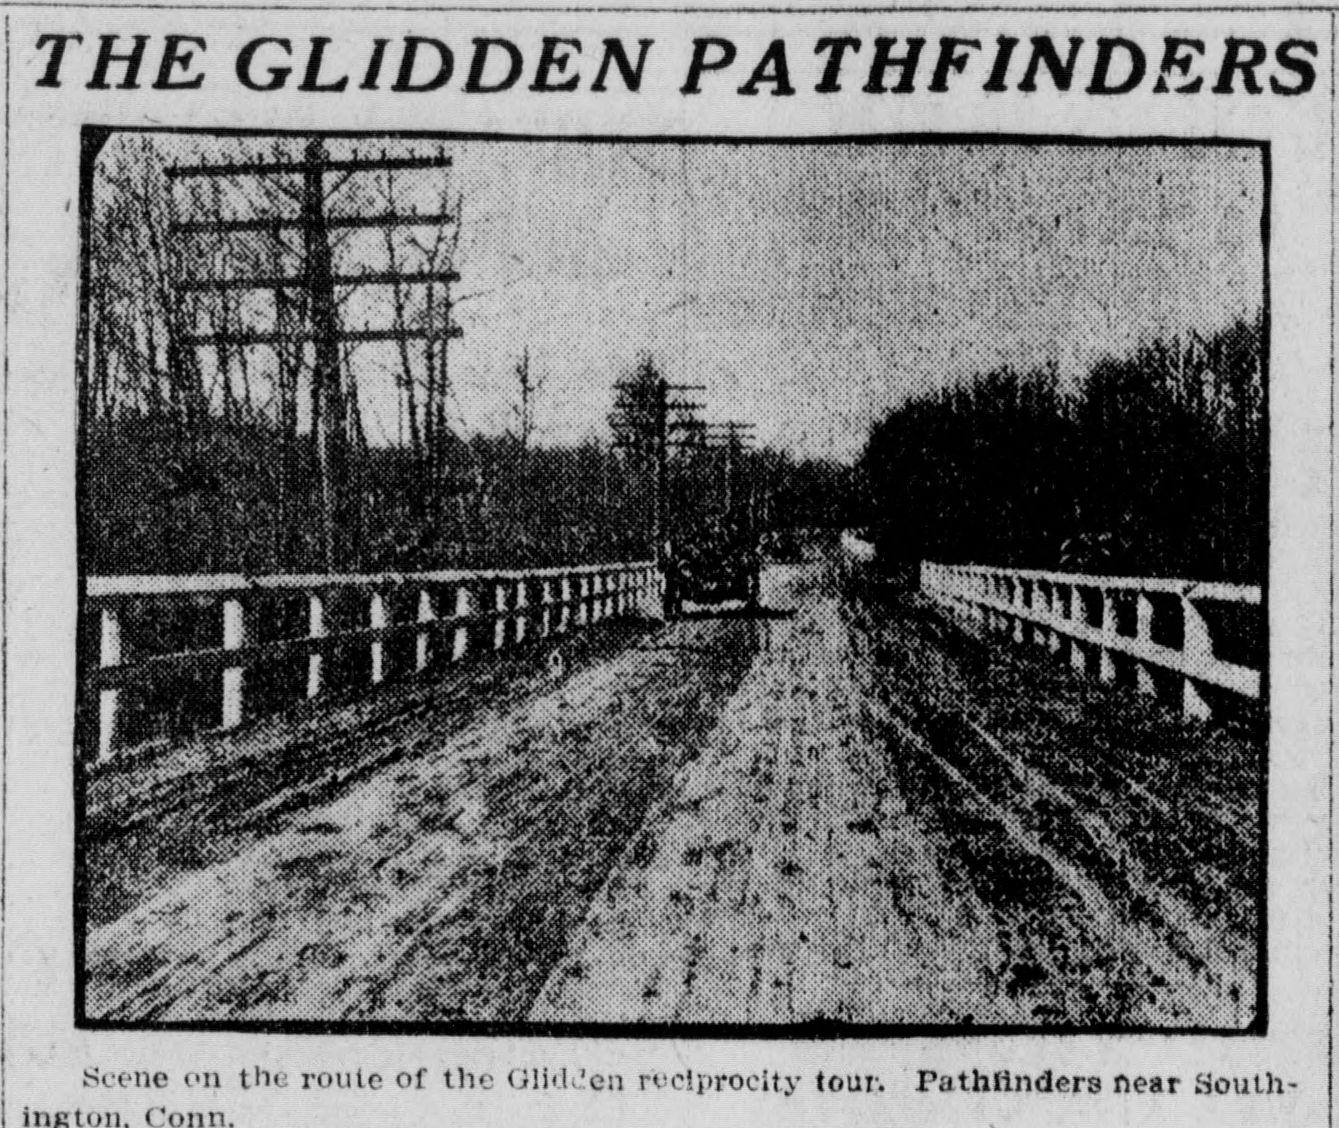 THE GLIDDEN PATHFINDERS
Scene on the route of the Glidden reciprocity tour. Pathfinders near South-
ington, Conn.